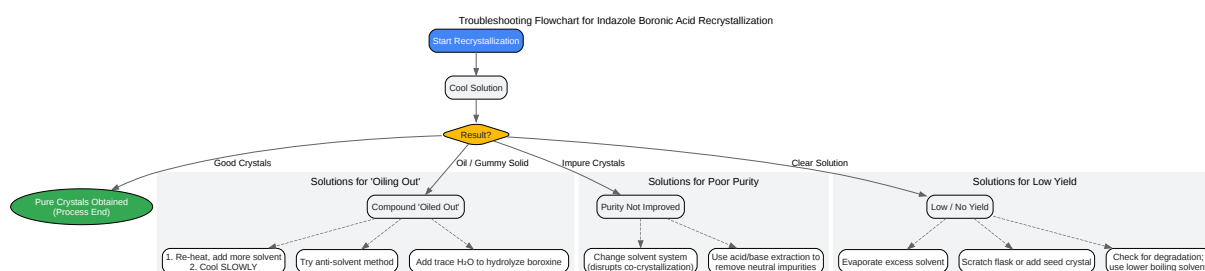 Troubleshooting Flowchart for Indazole Boronic Acid Recrystallization
Start Recrystallization
Cool Solution
Result?
Good Crystals
Oil / Gummy Solid
Impure Crystals
Clear Solution
Pure Crystals Obtained
(Process End)
Solutions for 'Oiling Out'
Compound 'Oiled Out'
1. Re-heat, add more solvent
2. Cool SLOWLY
Try anti-solvent method
Add trace H₂O to hydrolyze boroxine
Solutions for Poor Purity
Purity Not Improved
Change solvent system
(disrupts co-crystallization)
Use acid/base extraction to
remove neutral impurities
Solutions for Low Yield
Low / No Yield
Evaporate excess solvent
Scratch flask or add seed crystal
Check for degradation;
use lower boiling solvent